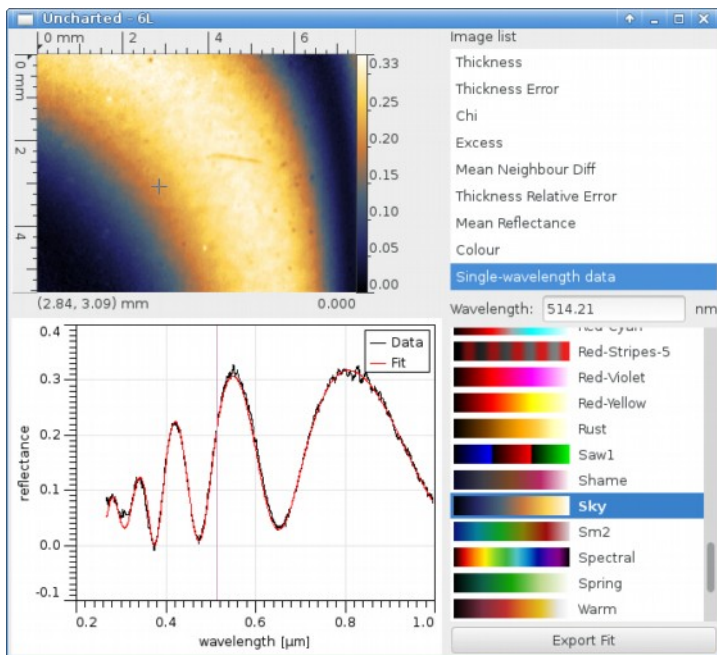 Uncharted - 6L
0 mm 2 4 6
0 mm
2
4
0.33
0.25
0.20
0.15
0.10
0.05
0.00
(2.84, 3.09) mm 0.000
0.4
0.3
0.2
0.1
0.0
-0.1
reflectance
Data
Fit
0.2 0.4 0.6 0.8 1.0
wavelength [µm]
Image list
Thickness
Thickness Error
Chi
Excess
Mean Neighbour Diff
Thickness Relative Error
Mean Reflectance
Colour
Single-wavelength data
Wavelength: 514.21 nm
Red-Cyan
Red-Stripes-5
Red-Violet
Red-Yellow
Rust
Saw1
Shame
Sky
Sm2
Spectral
Spring
Warm
Export Fit